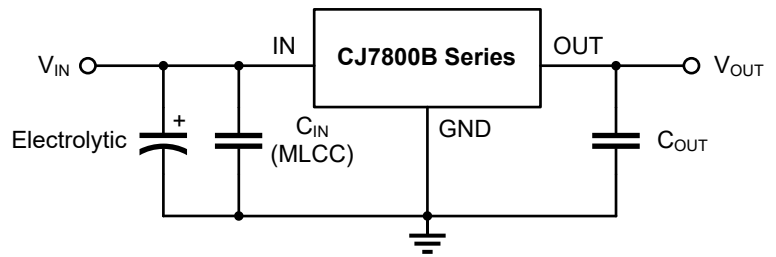 IN
CJ7800B Series
OUT
VIN
VOUT
Electrolytic
+
CIN
(MLCC)
GND
COUT